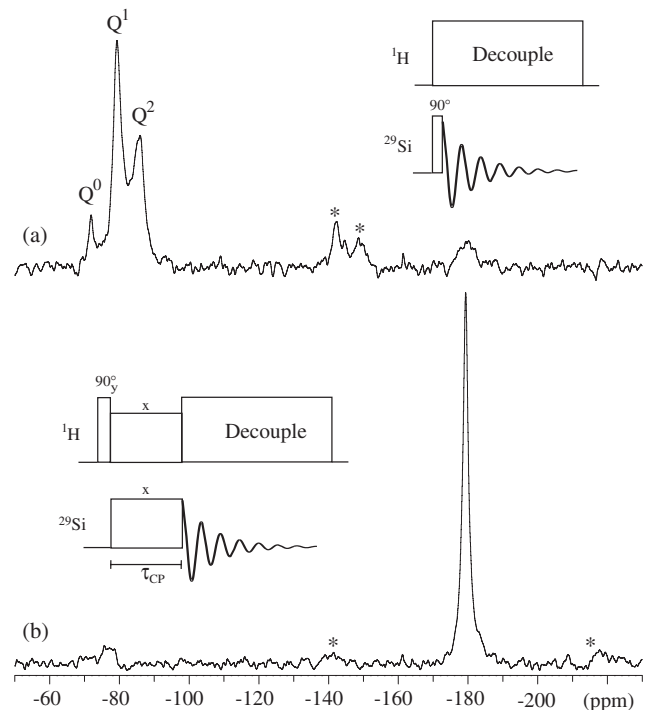 Q¹
Q²
Q⁰
¹H
Decouple
90°
²⁹Si
(a)
*
*
90°y
x
¹H
Decouple
x
²⁹Si
τCP
(b)
*
*
-60 -80 -100 -120 -140 -160 -180 -200 (ppm)